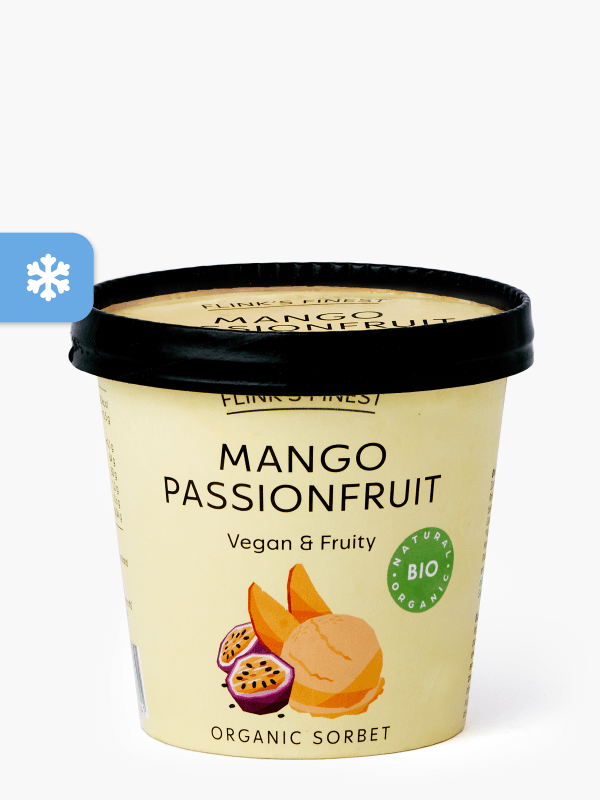 FLINK'S FINEST
MANGO
PASSIONFRUIT
FLINK'S FINEST
MANGO
PASSIONFRUIT
Vegan & Fruity
NATURAL
BIO
ORGANIC
ORGANIC SORBET